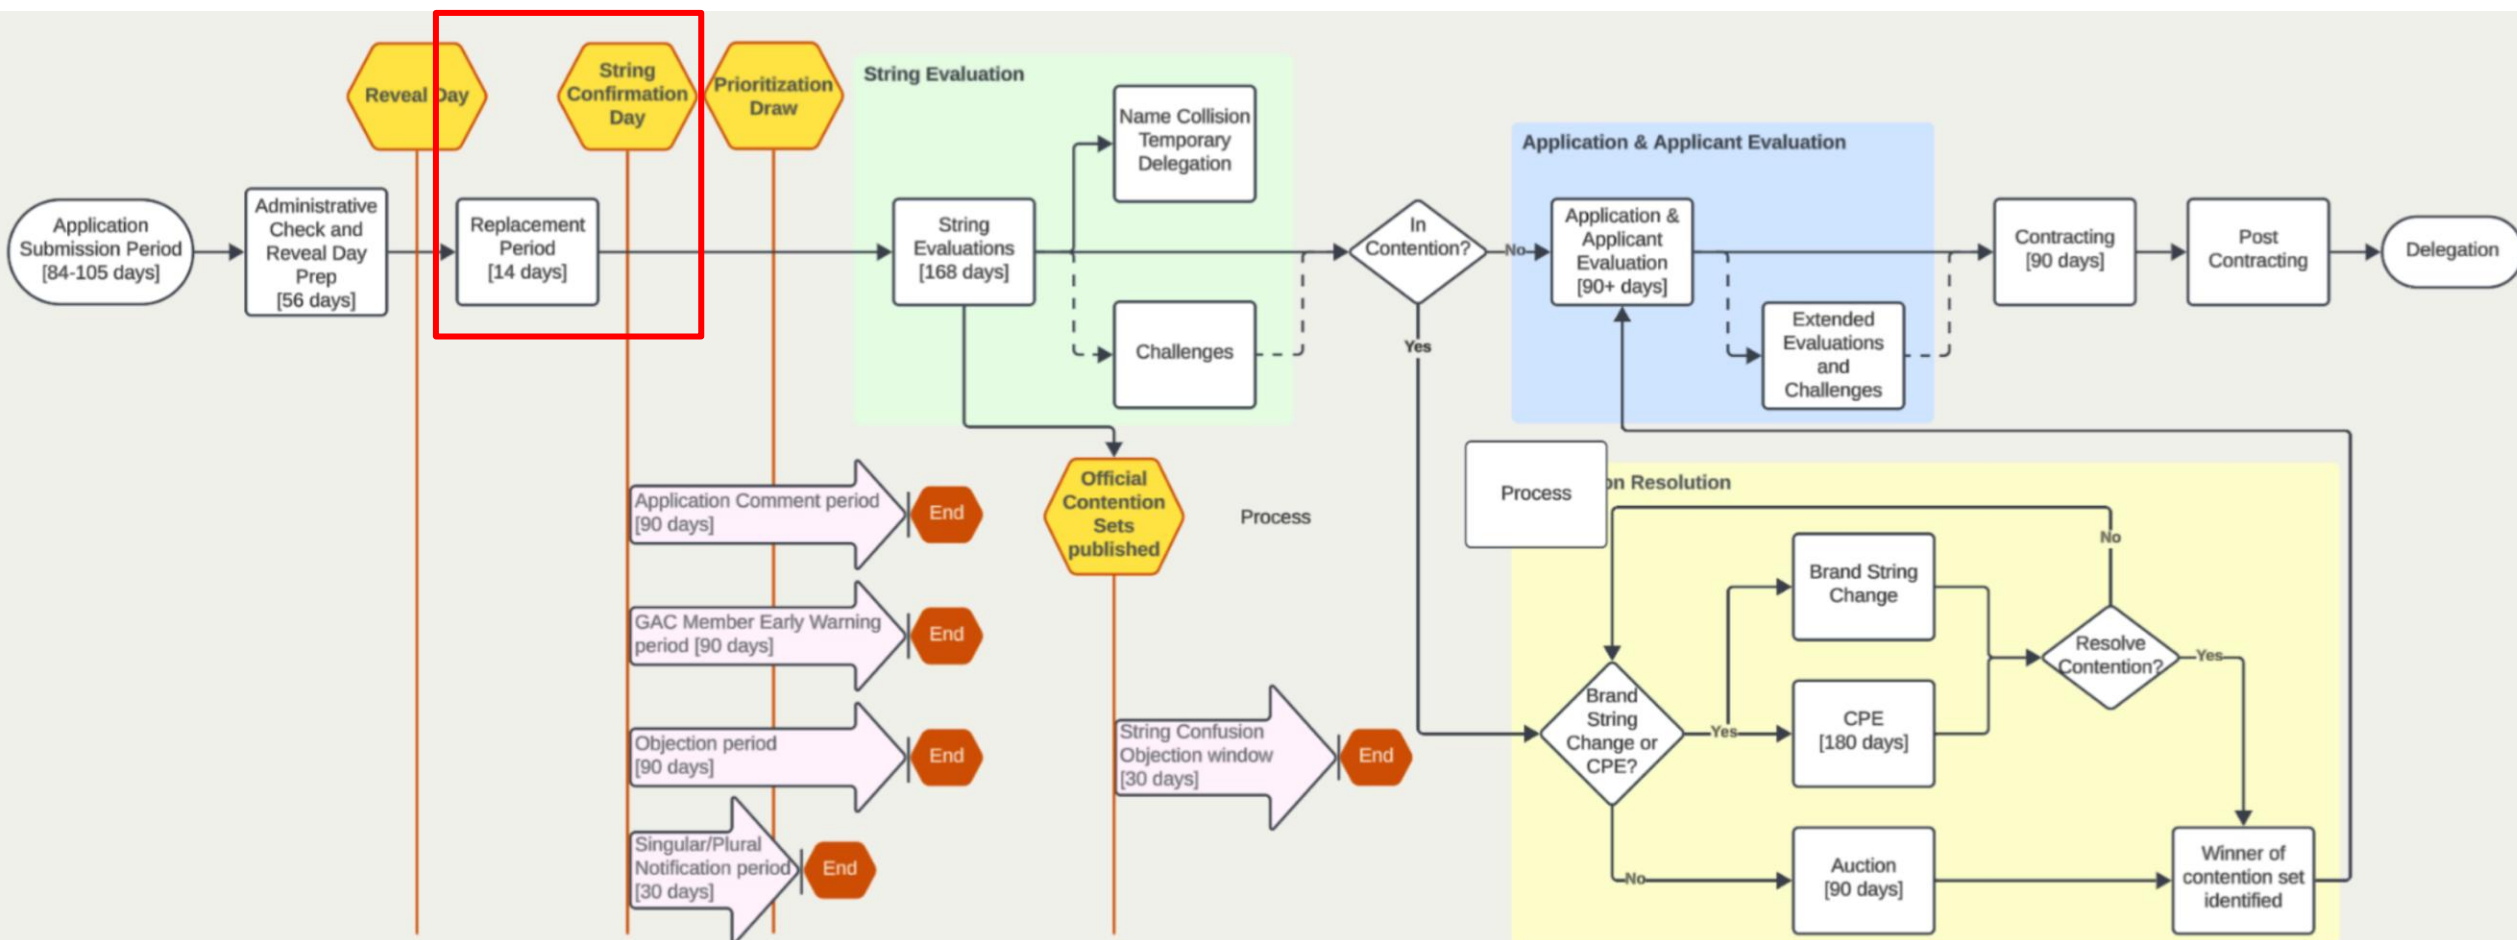 Reveal Day
String
Confirmation
Day
Prioritization
Draw
String Evaluation
Name Collision
Temporary
Delegation
Application & Applicant Evaluation
Application
Submission Period
[84-105 days]
Administrative
Check and
Reveal Day
Prep
[56 days]
Replacement
Period
[14 days]
String
Evaluations
[168 days]
In
Contention?
No
Application &
Applicant
Evaluation
[90+ days]
Contracting
[90 days]
Post
Contracting
Delegation
Challenges
Yes
Extended
Evaluations
and
Challenges
Application Comment period
[90 days]
End
Official
Contention
Sets
published
Process
Process
on Resolution
GAC Member Early Warning
period [90 days]
End
Brand String
Change
No
Resolve
Contention?
Yes
Objection period
[90 days]
End
String Confusion
Objection window
[30 days]
End
Brand
String
Change or
CPE?
Yes
CPE
[180 days]
Singular/Plural
Notification period
[30 days]
End
No
Auction
[90 days]
Winner of
contention set
identified